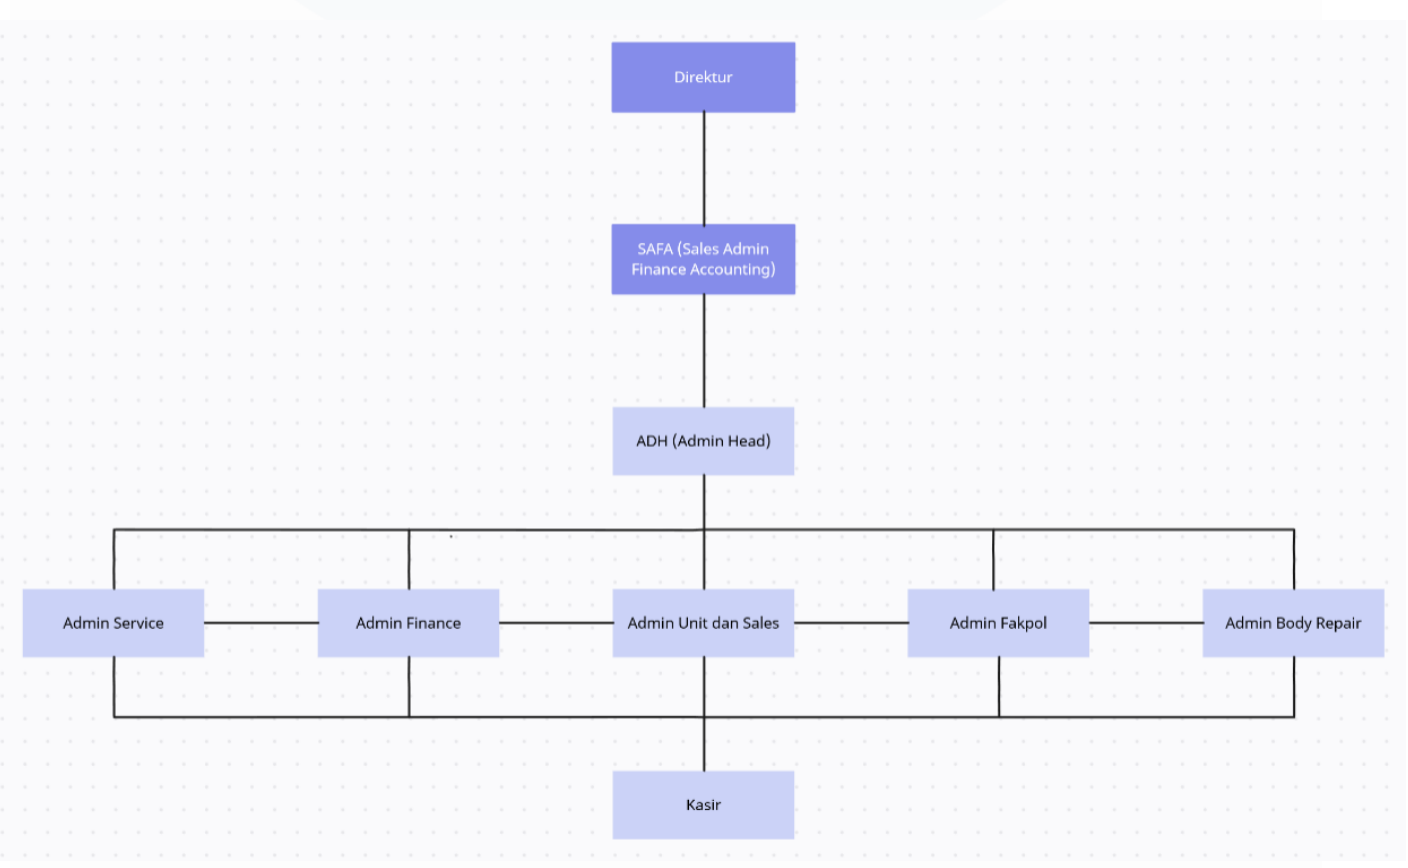 Direktur
SAFA (Sales Admin
Finance Accounting)
ADH (Admin Head)
Admin Service
Admin Finance
Admin Unit dan Sales
Admin Fakpol
Admin Body Repair
Kasir